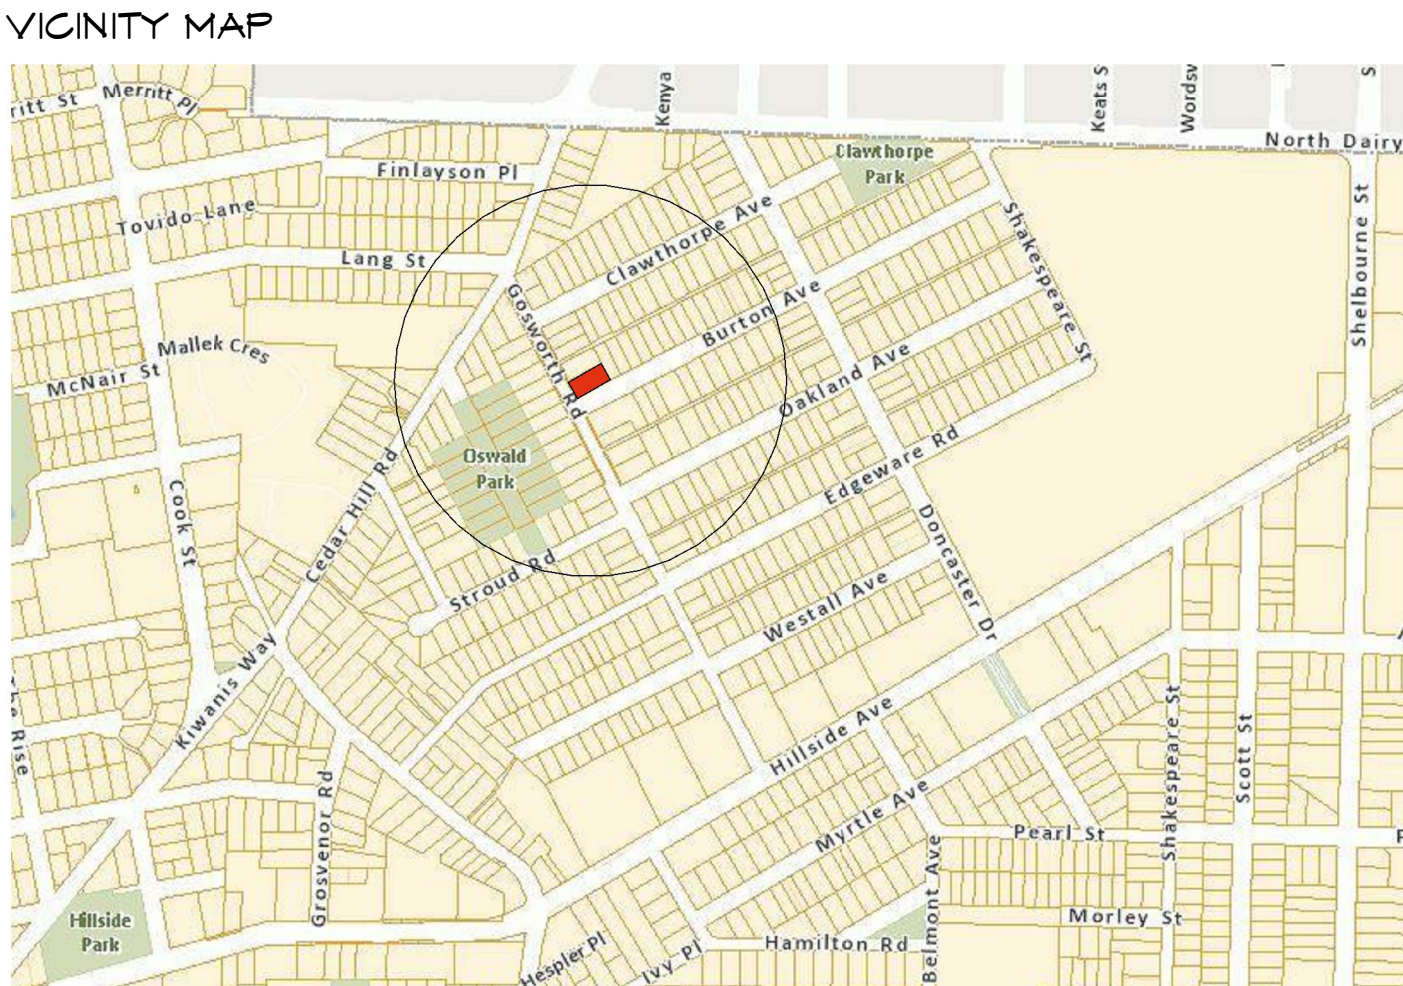 VICINITY MAP
Kenya
Keats S
Wordsv
S
ritt St
Merritt Pl
North Dairy
Clawthorpe
Park
Finlayson Pl
Tovido Lane
Clawthorpe Ave
Shakespeare St
Shelbourne St
Lang St
Gosworth Rd
Burton Ave
Mallek Cres
McNair St
Oakland Ave
Oswald
Park
Edgeware Rd
Cook St
Cedar Hill Rd
Doncaster Dr
Stroud Rd
Westall Ave
Kiwanis Way
Rise
Hillside Ave
Shakespeare St
Scott St
Grosvenor Rd
Myrtle Ave
Pearl St
Belmont Ave
Hillside
Park
Morley St
Hamilton Rd
Hespler Pl
Ivy Pl